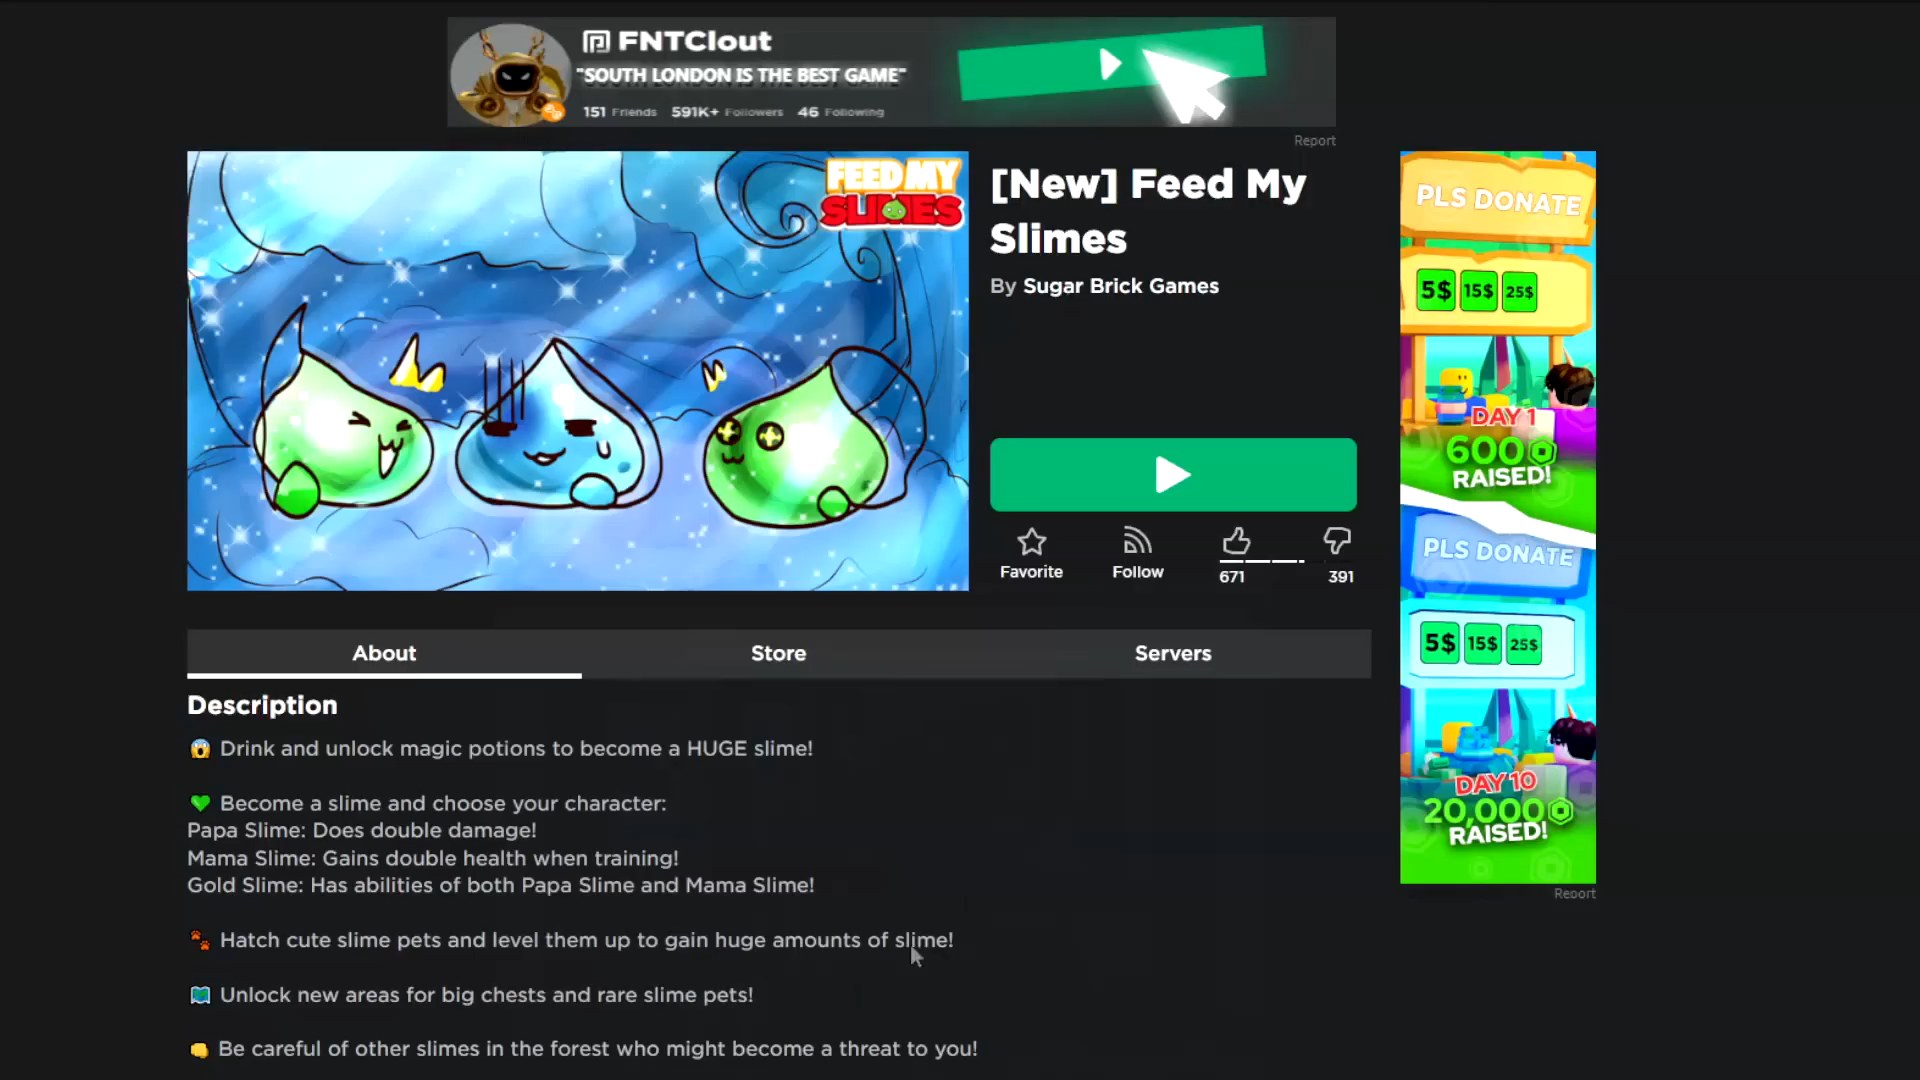 FNTClout
"SOUTH LONDON IS THE BEST GAME"
151 Friends 591K+ Followers 46 Following
Report
FEED MY
SLIMES
[New] Feed My
Slimes
By Sugar Brick Games
Favorite
Follow
671
391
PLS DONATE
5$ 15$ 25$
DAY 1
600
RAISED!
PLS DONATE
5$ 15$ 25$
DAY 10
20,000
RAISED!
Report
About
Store
Servers
Description
😱 Drink and unlock magic potions to become a HUGE slime!
💚 Become a slime and choose your character:
Papa Slime: Does double damage!
Mama Slime: Gains double health when training!
Gold Slime: Has abilities of both Papa Slime and Mama Slime!
🐾 Hatch cute slime pets and level them up to gain huge amounts of slime!
🗺️ Unlock new areas for big chests and rare slime pets!
👊 Be careful of other slimes in the forest who might become a threat to you!